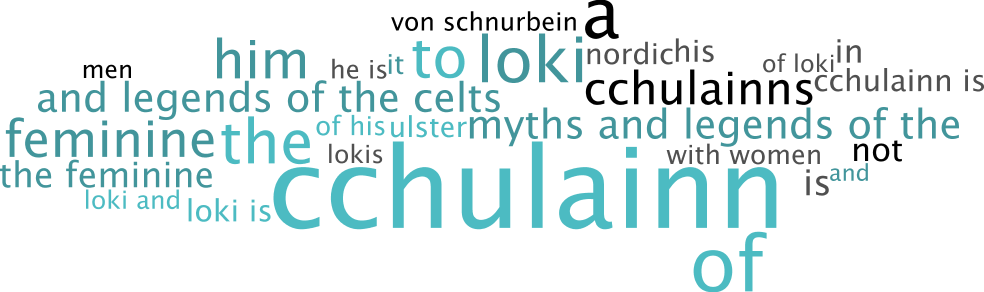 von schnurbein a
men him he is it to loki nordic his of loki in
and legends of the celts cchulainns cchulainn is
feminine the of his ulster myths and legends of the
the feminine lokis cchulainn with women not
loki and loki is is and
of